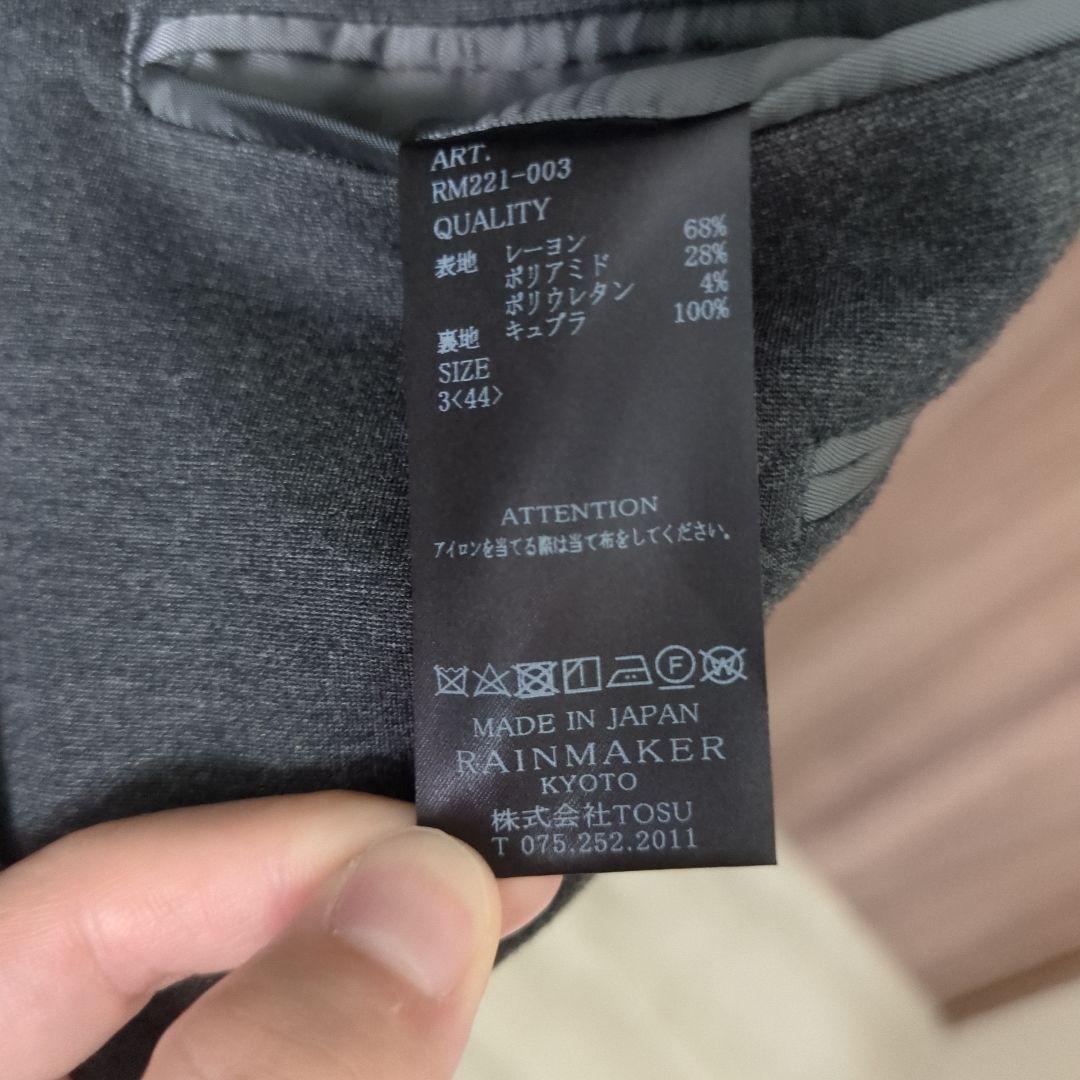 ART.
RM221-003
QUALITY
表地 レーヨン 68%
ポリアミド 28%
ポリウレタン 4%
裏地 キュプラ 100%
SIZE
3<44>
ATTENTION
アイロンを当てる際は当て布をしてください。
F W
MADE IN JAPAN
RAINMAKER
KYOTO
株式会社TOSU
T 075.252.2011